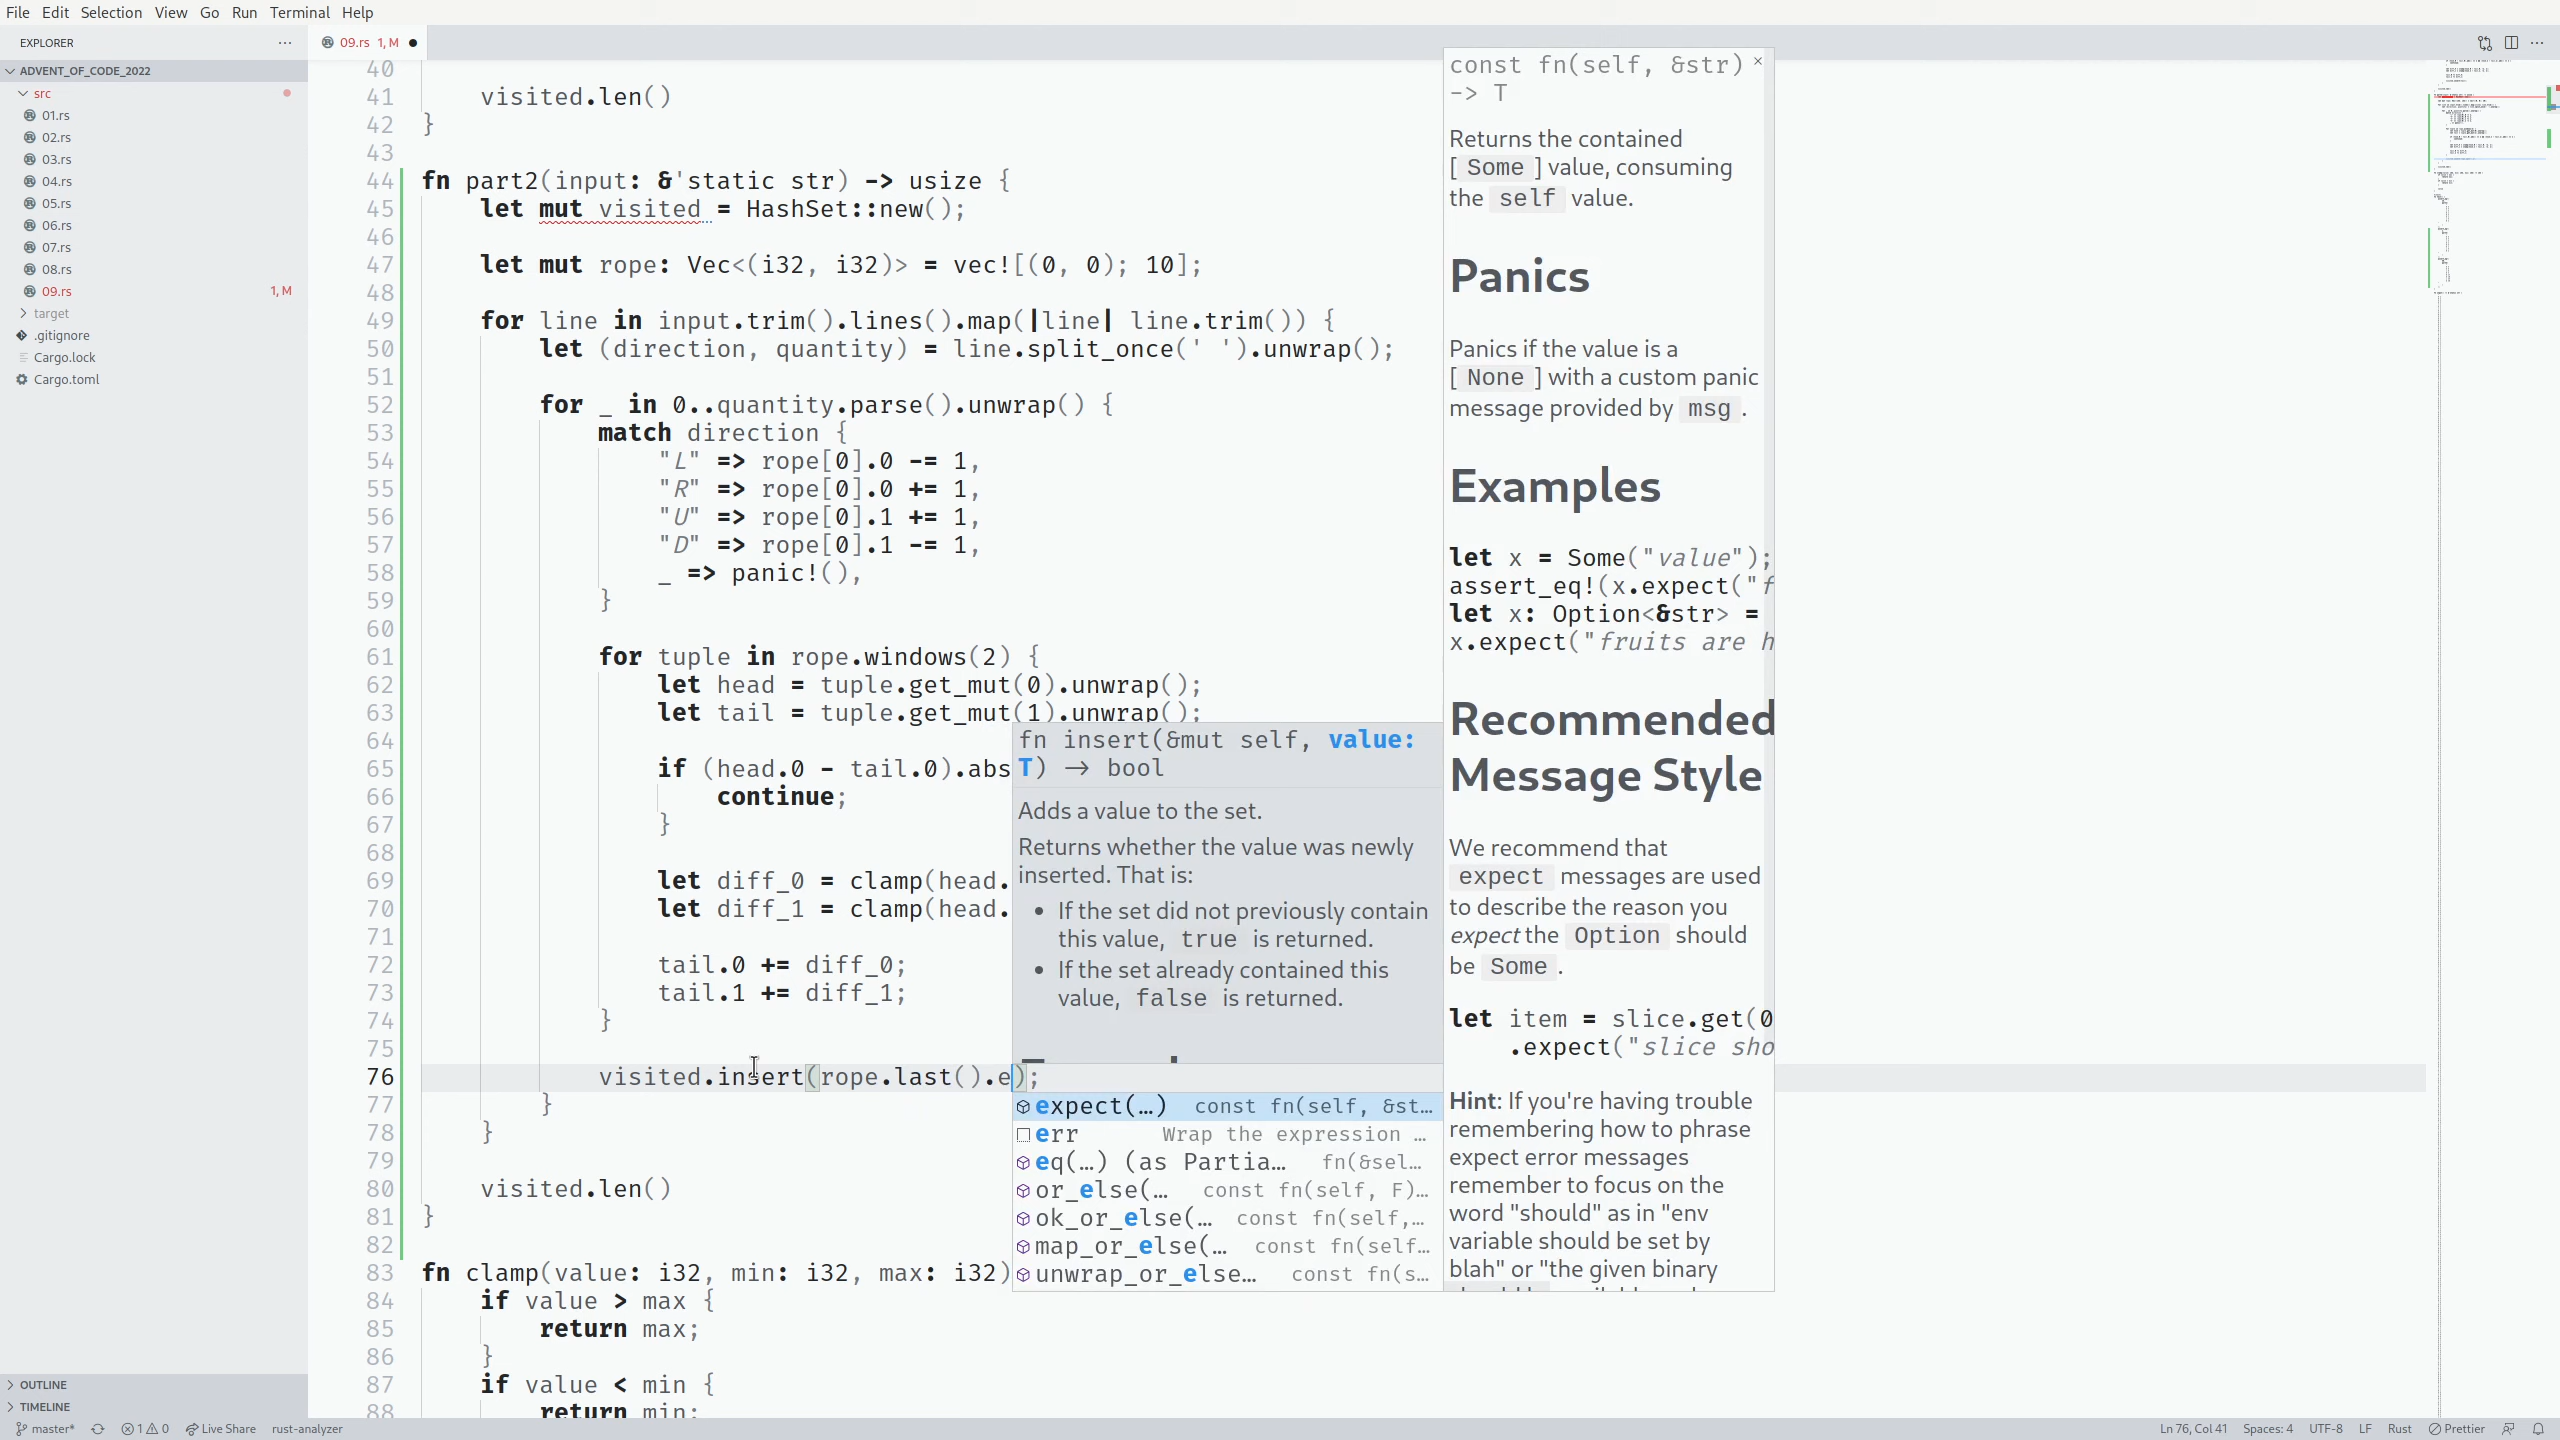 File Edit Selection View Go Run Terminal Help
EXPLORER
ADVENT_OF_CODE_2022
src
01.rs
02.rs
03.rs
04.rs
05.rs
06.rs
07.rs
08.rs
09.rs 1, M
target
.gitignore
Cargo.lock
Cargo.toml
OUTLINE
TIMELINE
09.rs 1, M
40
41 visited.len()
42 }
43
44 fn part2(input: &'static str) -> usize {
45 let mut visited = HashSet::new();
46
47 let mut rope: Vec<(i32, i32)> = vec![(0, 0); 10];
48
49 for line in input.trim().lines().map(|line| line.trim()) {
50 let (direction, quantity) = line.split_once(' ').unwrap();
51
52 for _ in 0..quantity.parse().unwrap() {
53 match direction {
54 "L" => rope[0].0 -= 1,
55 "R" => rope[0].0 += 1,
56 "U" => rope[0].1 += 1,
57 "D" => rope[0].1 -= 1,
58 _ => panic!(),
59 }
60
61 for tuple in rope.windows(2) {
62 let head = tuple.get_mut(0).unwrap();
63 let tail = tuple.get_mut(1).unwrap();
64
65 if (head.0 - tail.0).abs
66 continue;
67 }
68
69 let diff_0 = clamp(head.
70 let diff_1 = clamp(head.
71
72 tail.0 += diff_0;
73 tail.1 += diff_1;
74 }
75
76 visited.insert(rope.last().e);
77 }
78 }
79
80 visited.len()
81 }
82
83 fn clamp(value: i32, min: i32, max: i32)
84 if value > max {
85 return max;
86 }
87 if value < min {
88 return min;
fn insert(&mut self, value:
T) -> bool
Adds a value to the set.
Returns whether the value was newly
inserted. That is:
• If the set did not previously contain
this value, true is returned.
• If the set already contained this
value, false is returned.
expect(…) const fn(self, &st…
err Wrap the expression …
eq(…) (as Partia… fn(&sel…
or_else(… const fn(self, F)…
ok_or_else(… const fn(self,…
map_or_else(… const fn(self…
unwrap_or_else… const fn(s…
const fn(self, &str)
-> T
Returns the contained
[ Some ] value, consuming
the self value.
Panics
Panics if the value is a
[ None ] with a custom panic
message provided by msg .
Examples
let x = Some("value");
assert_eq!(x.expect("f
let x: Option<&str> =
x.expect("fruits are h
Recommended
Message Style
We recommend that
expect messages are used
to describe the reason you
expect the Option should
be Some .
let item = slice.get(0
.expect("slice sho
Hint: If you're having trouble
remembering how to phrase
expect error messages
remember to focus on the
word "should" as in "env
variable should be set by
blah" or "the given binary
master* 1 0 Live Share rust-analyzer
Ln 76, Col 41 Spaces: 4 UTF-8 LF Rust Prettier